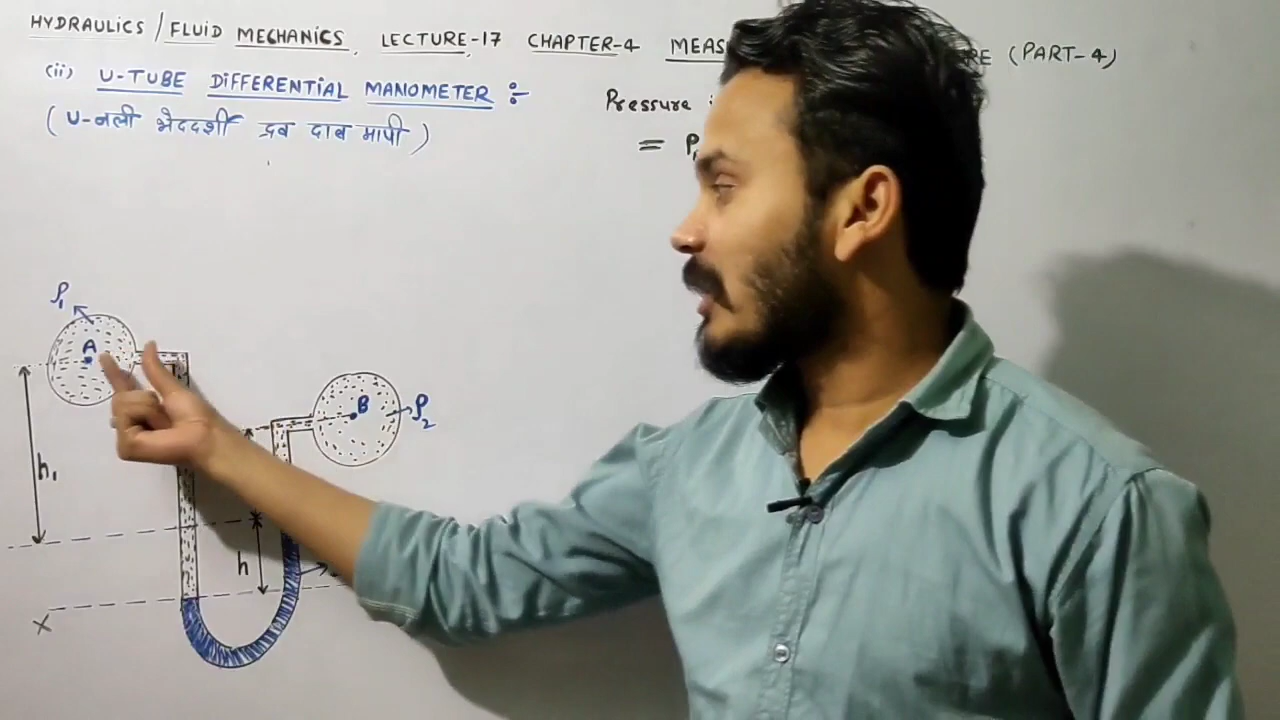 HYDRAULICS / FLUID MECHANICS, LECTURE-17 CHAPTER-4 (PART-4)
(ii) U-TUBE DIFFERENTIAL MANOMETER :-
Pressure
(U-नली भेददर्शी द्रव दाब मापी)
=
ρ1
A
B
ρ2
h1
h
X